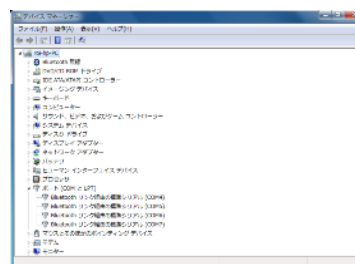 デバイス マネージャー
ファイル(F) 操作(A) 表示(V) ヘルプ(H)
Bluetooth 無線
DVD/CD-ROM ドライブ
IDE ATA/ATAPI コントローラー
イメージング デバイス
キーボード
コンピューター
サウンド、ビデオ、およびゲーム コントローラー
システム デバイス
ディスク ドライブ
ディスプレイ アダプター
ネットワーク アダプター
バッテリ
ヒューマン インターフェイス デバイス
プロセッサ
ポート (COM と LPT)
Bluetooth リンク経由の標準シリアル (COM4)
Bluetooth リンク経由の標準シリアル (COM5)
Bluetooth リンク経由の標準シリアル (COM6)
Bluetooth リンク経由の標準シリアル (COM7)
マウスとそのほかのポインティング デバイス
モデム
モニター